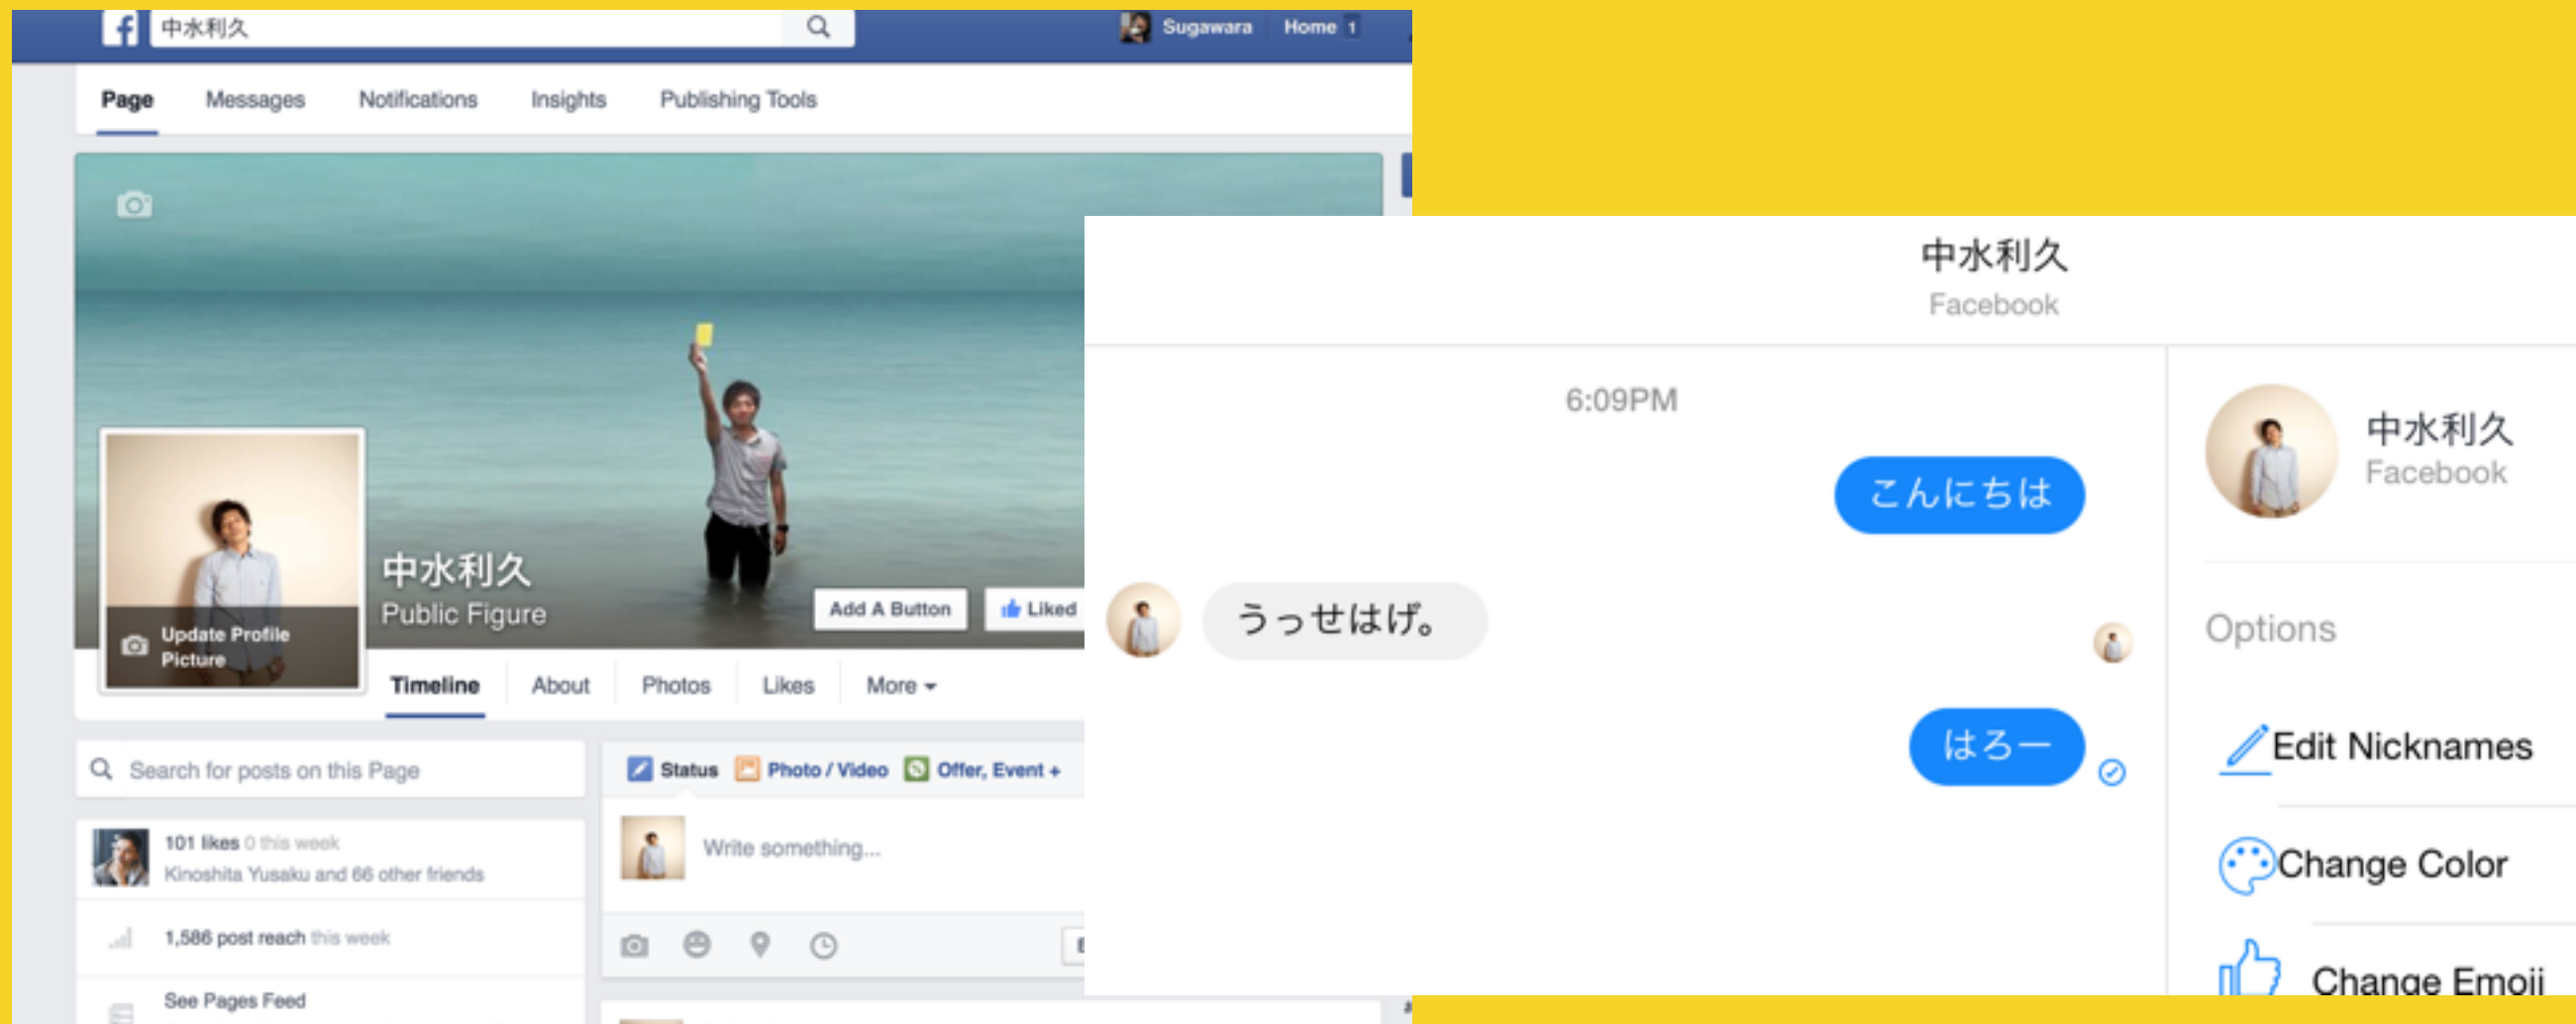 中水利久
Sugawara Home 1
Page Messages Notifications Insights Publishing Tools
中水利久
Public Figure
Add A Button Liked
Update Profile
Picture
Timeline About Photos Likes More
Search for posts on this Page
Status Photo / Video Offer, Event +
Write something...
101 likes 0 this week
Kinoshita Yusaku and 66 other friends
1,586 post reach this week
See Pages Feed
中水利久
Facebook
6:09PM
こんにちは
うっせはげ。
はろー
中水利久
Facebook
Options
Edit Nicknames
Change Color
Change Emoji